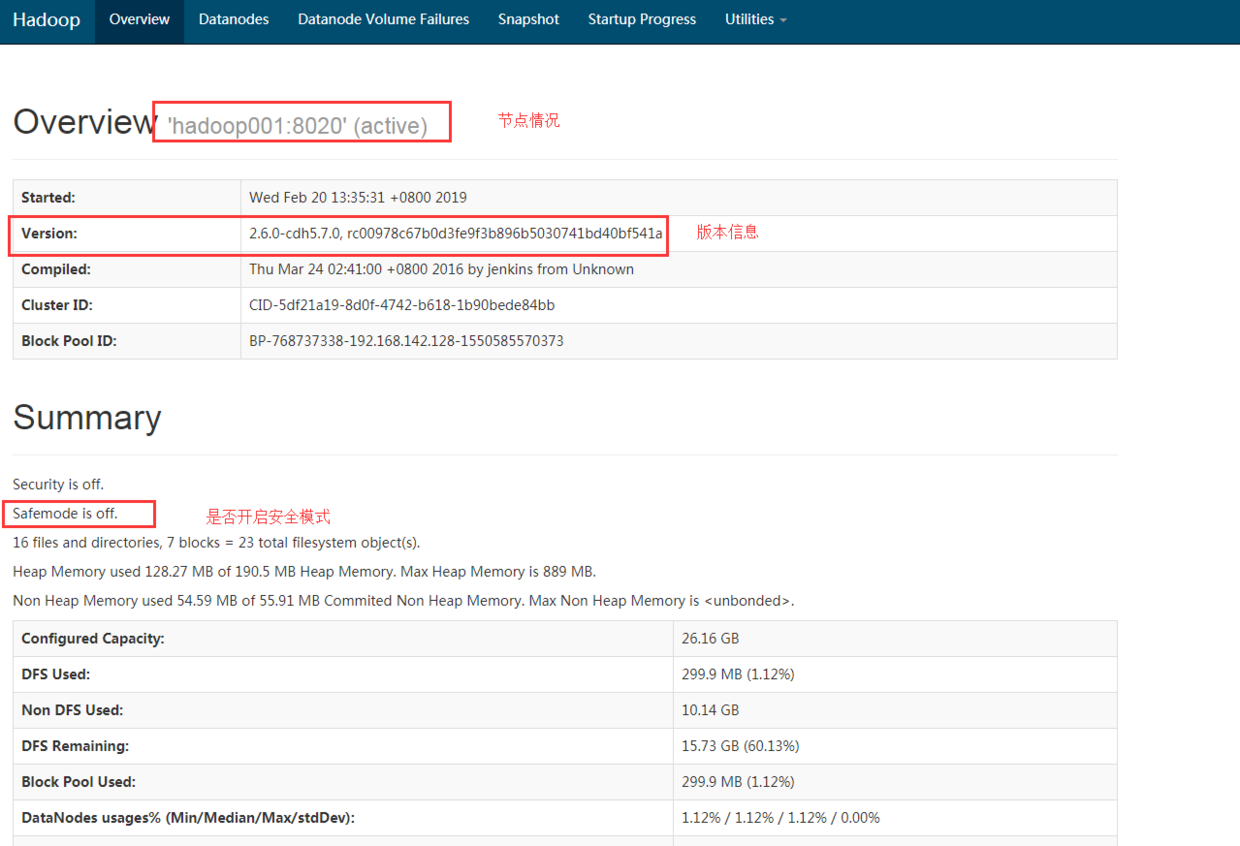 Hadoop Overview Datanodes Datanode Volume Failures Snapshot Startup Progress Utilities
Overview 'hadoop001:8020' (active) 节点情况
Started: Wed Feb 20 13:35:31 +0800 2019
Version: 2.6.0-cdh5.7.0, rc00978c67b0d3fe9f3b896b5030741bd40bf541a 版本信息
Compiled: Thu Mar 24 02:41:00 +0800 2016 by jenkins from Unknown
Cluster ID: CID-5df21a19-8d0f-4742-b618-1b90bede84bb
Block Pool ID: BP-768737338-192.168.142.128-1550585570373
Summary
Security is off.
Safemode is off. 是否开启安全模式
16 files and directories, 7 blocks = 23 total filesystem object(s).
Heap Memory used 128.27 MB of 190.5 MB Heap Memory. Max Heap Memory is 889 MB.
Non Heap Memory used 54.59 MB of 55.91 MB Commited Non Heap Memory. Max Non Heap Memory is <unbonded>.
Configured Capacity: 26.16 GB
DFS Used: 299.9 MB (1.12%)
Non DFS Used: 10.14 GB
DFS Remaining: 15.73 GB (60.13%)
Block Pool Used: 299.9 MB (1.12%)
DataNodes usages% (Min/Median/Max/stdDev): 1.12% / 1.12% / 1.12% / 0.00%